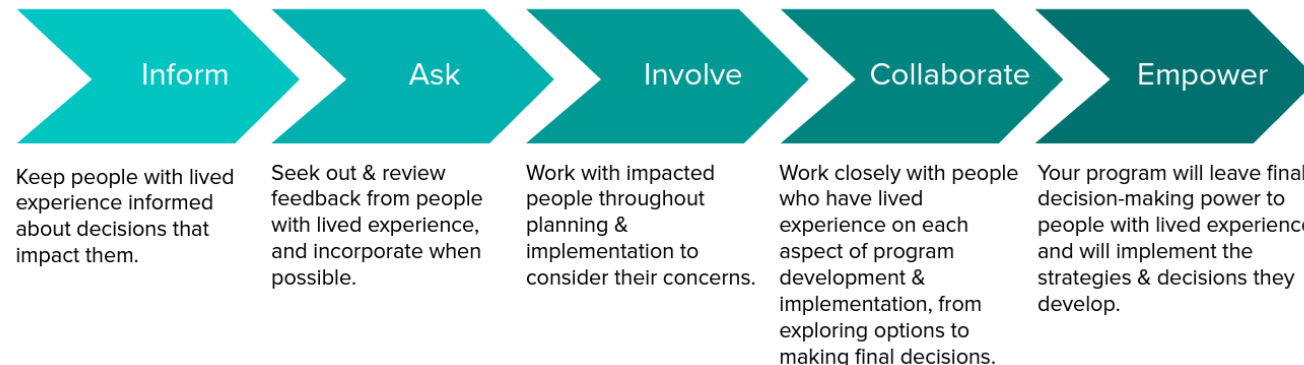 Inform
Ask
Involve
Collaborate
Empower
Keep people with lived
experience informed
about decisions that
impact them.
Seek out & review
feedback from people
with lived experience,
and incorporate when
possible.
Work with impacted
people throughout
planning &
implementation to
consider their concerns.
Work closely with people
who have lived
experience on each
aspect of program
development &
implementation, from
exploring options to
making final decisions.
Your program will leave final
decision-making power to
people with lived experience
and will implement the
strategies & decisions they
develop.